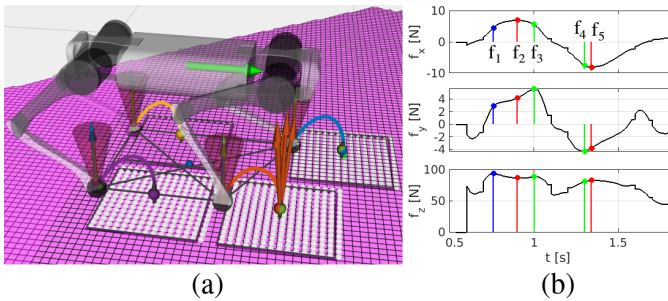 10
0
-10
f_x [N]
f_1
f_2
f_3
f_4
f_5
4
2
0
-2
-4
f_y [N]
100
50
0
f_z [N]
0.5
1
1.5
t [s]
(a)
(b)